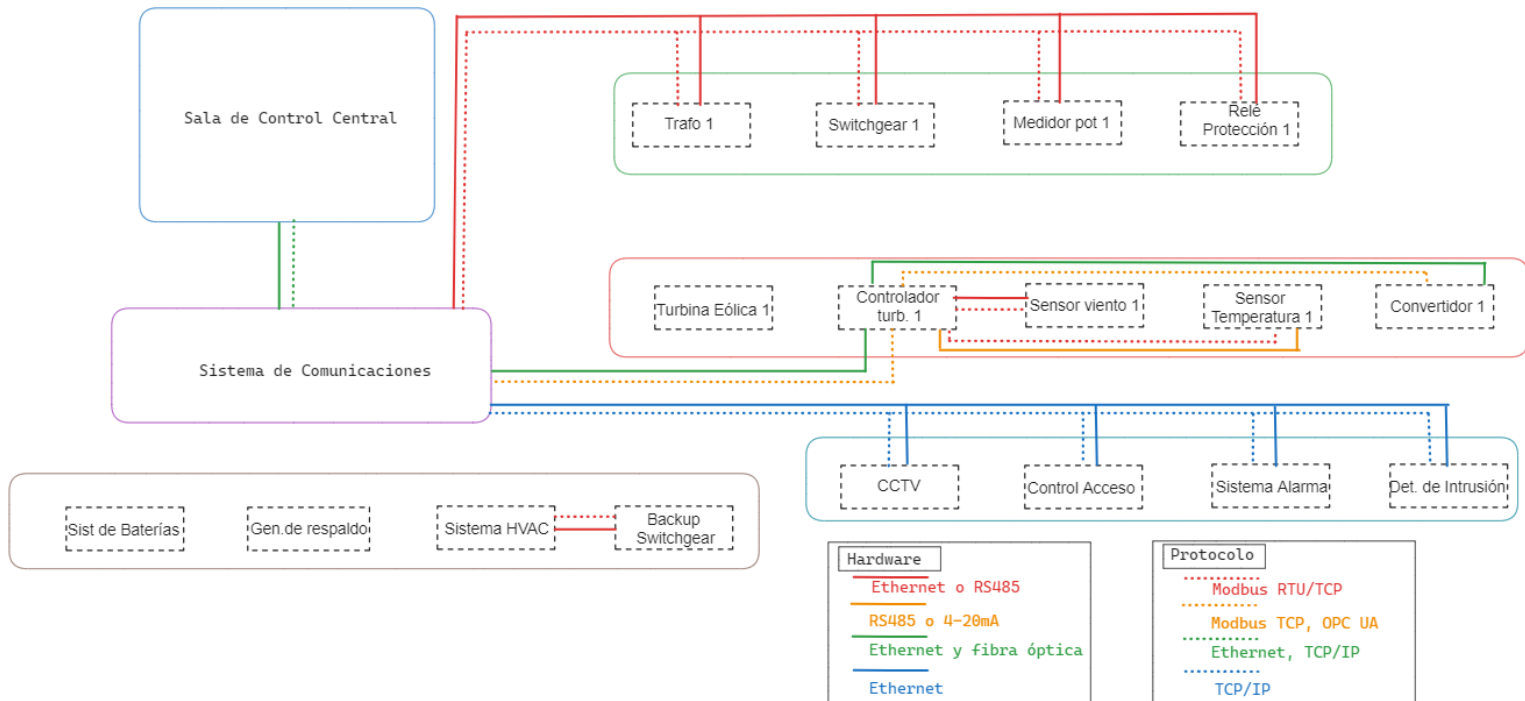 Sala de Control Central
Trafo 1
Switchgear 1
Medidor pot 1
Relé
Protección 1
Turbina Eólica 1
Controlador
turb. 1
Sensor viento 1
Sensor
Temperatura 1
Convertidor 1
Sistema de Comunicaciones
CCTV
Control Acceso
Sistema Alarma
Det. de Intrusión
Sist de Baterías
Gen.de respaldo
Sistema HVAC
Backup
Switchgear
Hardware
Ethernet o RS485
RS485 o 4-20mA
Ethernet y fibra óptica
Ethernet
Protocolo
Modbus RTU/TCP
Modbus TCP, OPC UA
Ethernet, TCP/IP
TCP/IP